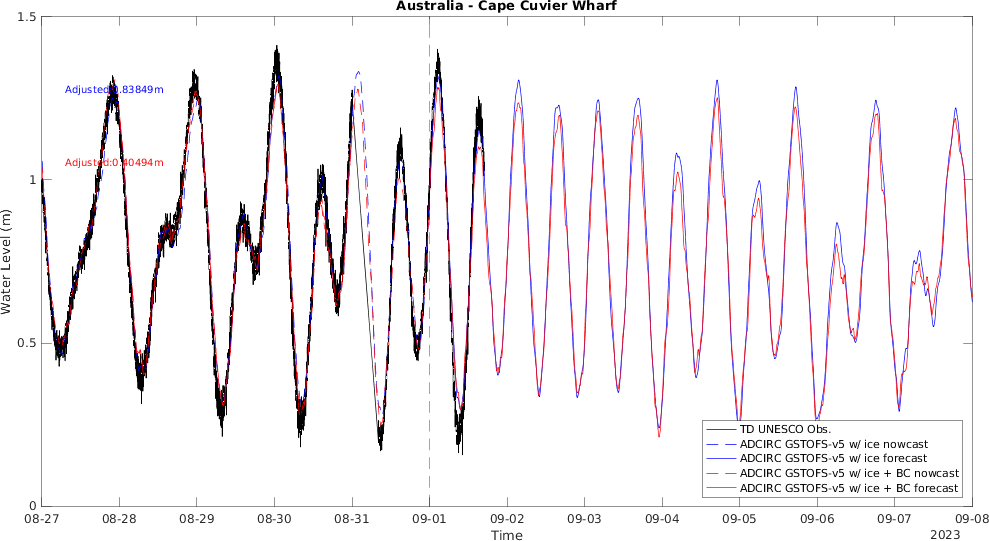 Australia - Cape Cuvier Wharf
1.5
1
0.5
0
Water Level (m)
Adjusted:0.83849m
Adjusted:0.40494m
TD UNESCO Obs.
ADCIRC GSTOFS-v5 w/ ice nowcast
ADCIRC GSTOFS-v5 w/ ice forecast
ADCIRC GSTOFS-v5 w/ ice + BC nowcast
ADCIRC GSTOFS-v5 w/ ice + BC forecast
08-27 08-28 08-29 08-30 08-31 09-01 09-02 09-03 09-04 09-05 09-06 09-07 09-08
Time
2023